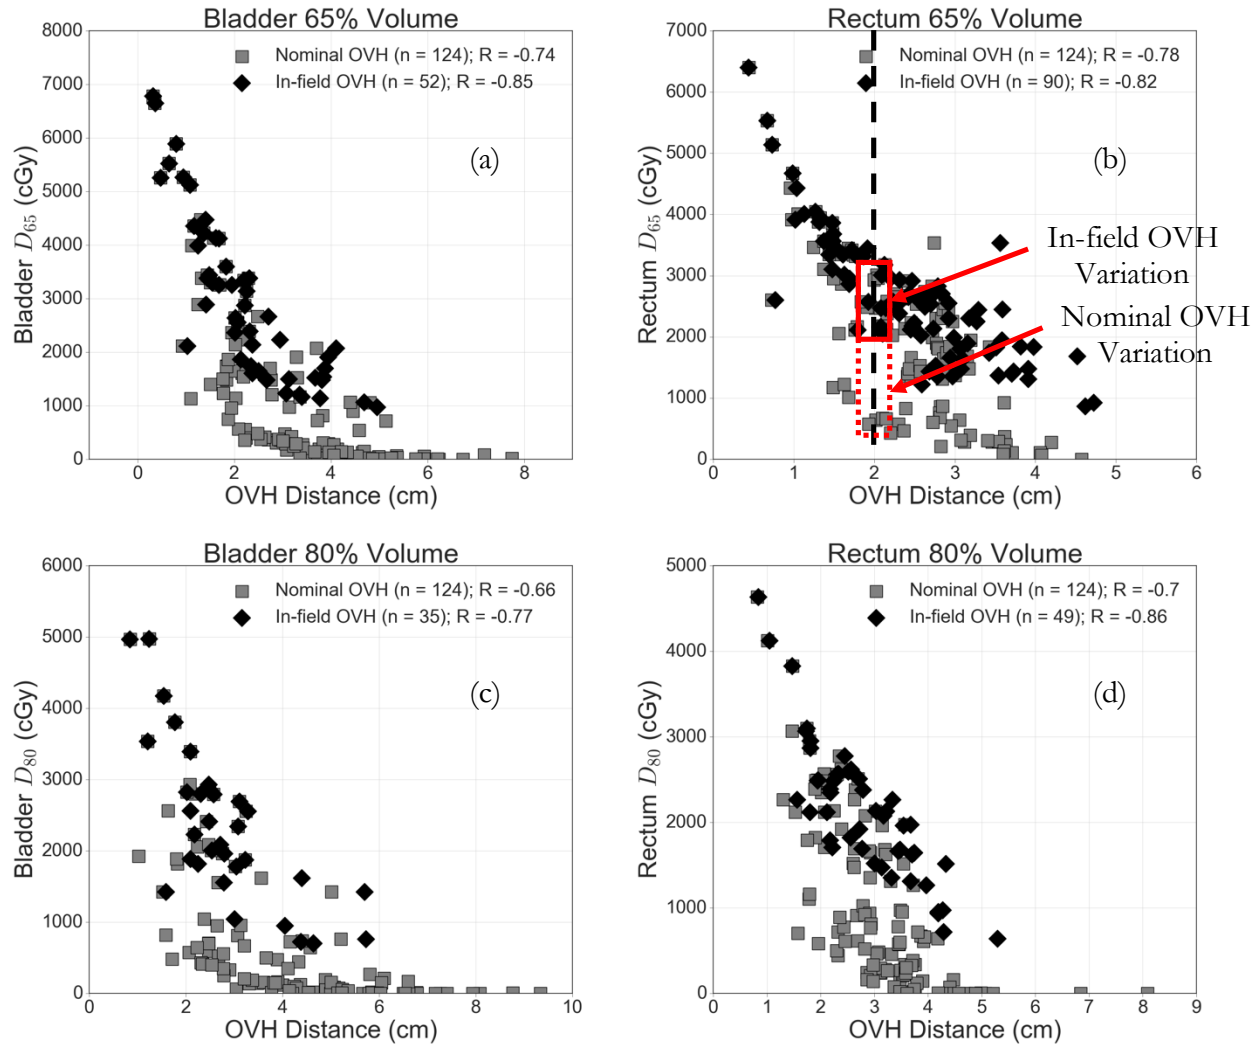 Bladder 65% Volume
8000
7000
6000
5000
4000
3000
2000
1000
0
Bladder D65 (cGy)
Nominal OVH (n = 124); R = -0.74
In-field OVH (n = 52); R = -0.85
(a)
0 2 4 6 8
OVH Distance (cm)
Rectum 65% Volume
7000
6000
5000
4000
3000
2000
1000
0
Rectum D65 (cGy)
Nominal OVH (n = 124); R = -0.78
In-field OVH (n = 90); R = -0.82
(b)
In-field OVH
Variation
Nominal OVH
Variation
0 1 2 3 4 5 6
OVH Distance (cm)
Bladder 80% Volume
6000
5000
4000
3000
2000
1000
0
Bladder D80 (cGy)
Nominal OVH (n = 124); R = -0.66
In-field OVH (n = 35); R = -0.77
(c)
0 2 4 6 8 10
OVH Distance (cm)
Rectum 80% Volume
5000
4000
3000
2000
1000
0
Rectum D80 (cGy)
Nominal OVH (n = 124); R = -0.7
In-field OVH (n = 49); R = -0.86
(d)
0 1 2 3 4 5 6 7 8 9
OVH Distance (cm)